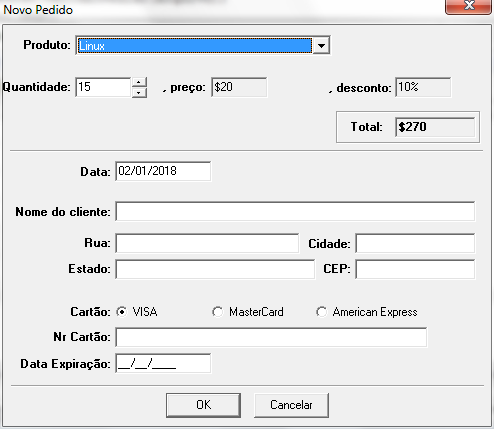 Novo Pedido
Produto: Linux
Quantidade: 15 , preço: $20 , desconto: 10%
Total: $270
Data: 02/01/2018
Nome do cliente:
Rua: Cidade:
Estado: CEP:
Cartão: VISA MasterCard American Express
Nr Cartão:
Data Expiração: __/__/____
OK Cancelar